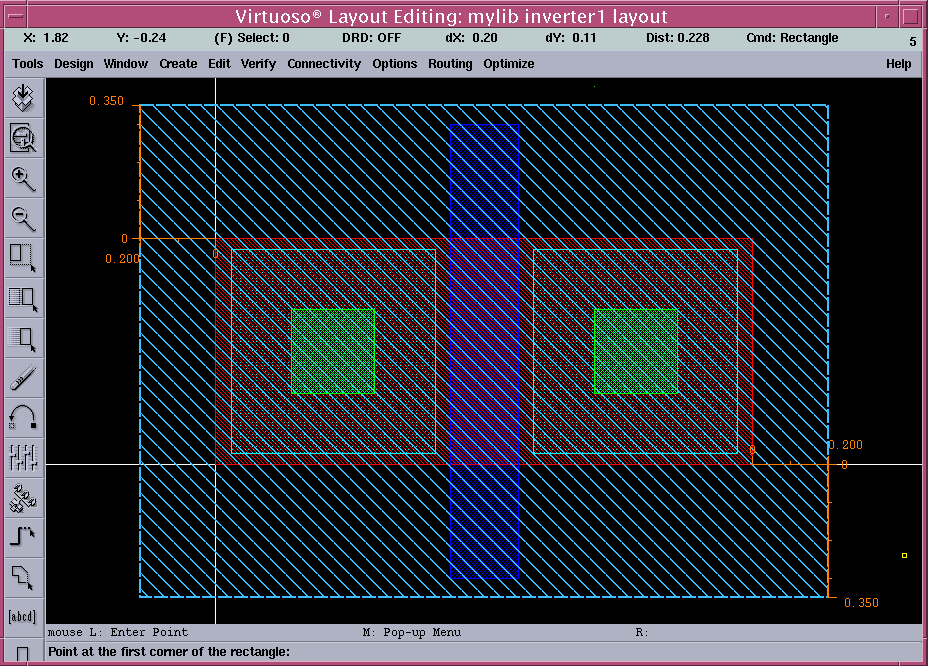 Virtuoso® Layout Editing: mylib inverter1 layout
X: 1.82 Y: -0.24 (F) Select: 0 DRD: OFF dX: 0.20 dY: 0.11 Dist: 0.228 Cmd: Rectangle 5
Tools Design Window Create Edit Verify Connectivity Options Routing Optimize Help
0.350
0
0.200
0
0
0.200
0
0.350
[abcd]
mouse L: Enter Point M: Pop-up Menu R:
Point at the first corner of the rectangle: